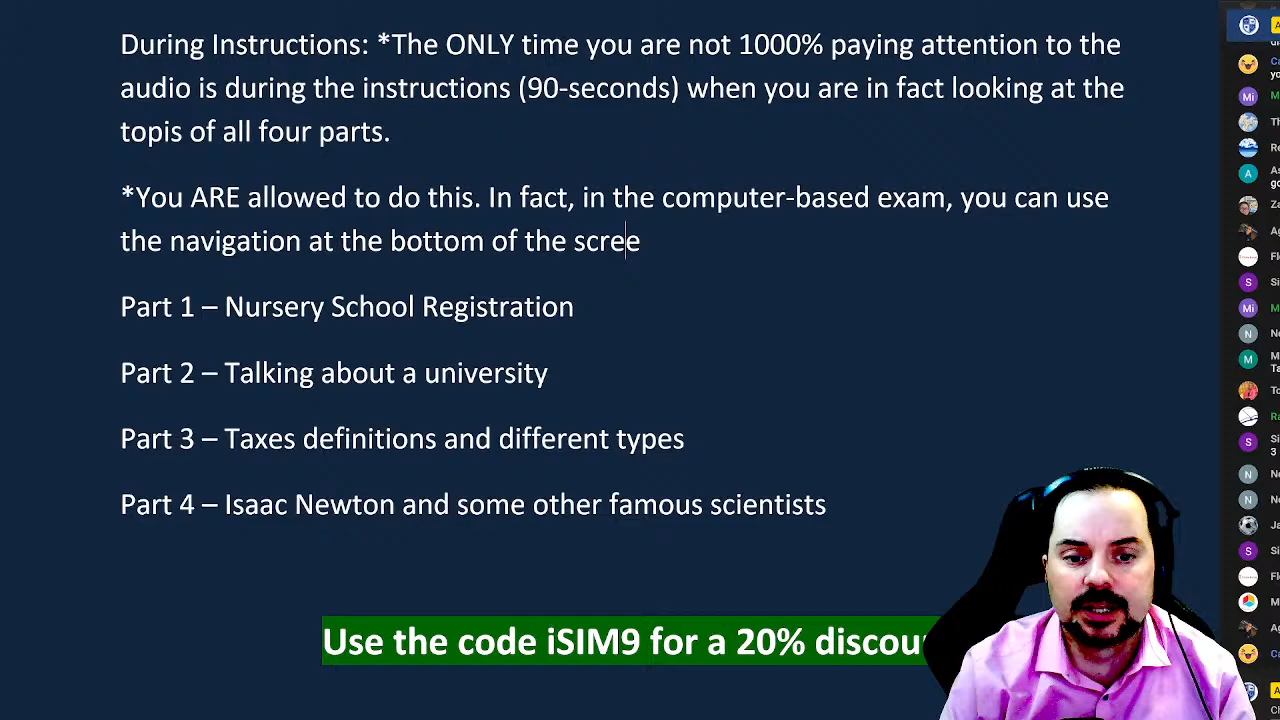 During Instructions: *The ONLY time you are not 1000% paying attention to the
audio is during the instructions (90-seconds) when you are in fact looking at the
topis of all four parts.
*You ARE allowed to do this. In fact, in the computer-based exam, you can use
the navigation at the bottom of the scree
Part 1 – Nursery School Registration
Part 2 – Talking about a university
Part 3 – Taxes definitions and different types
Part 4 – Isaac Newton and some other famous scientists
Use the code iSIM9 for a 20%